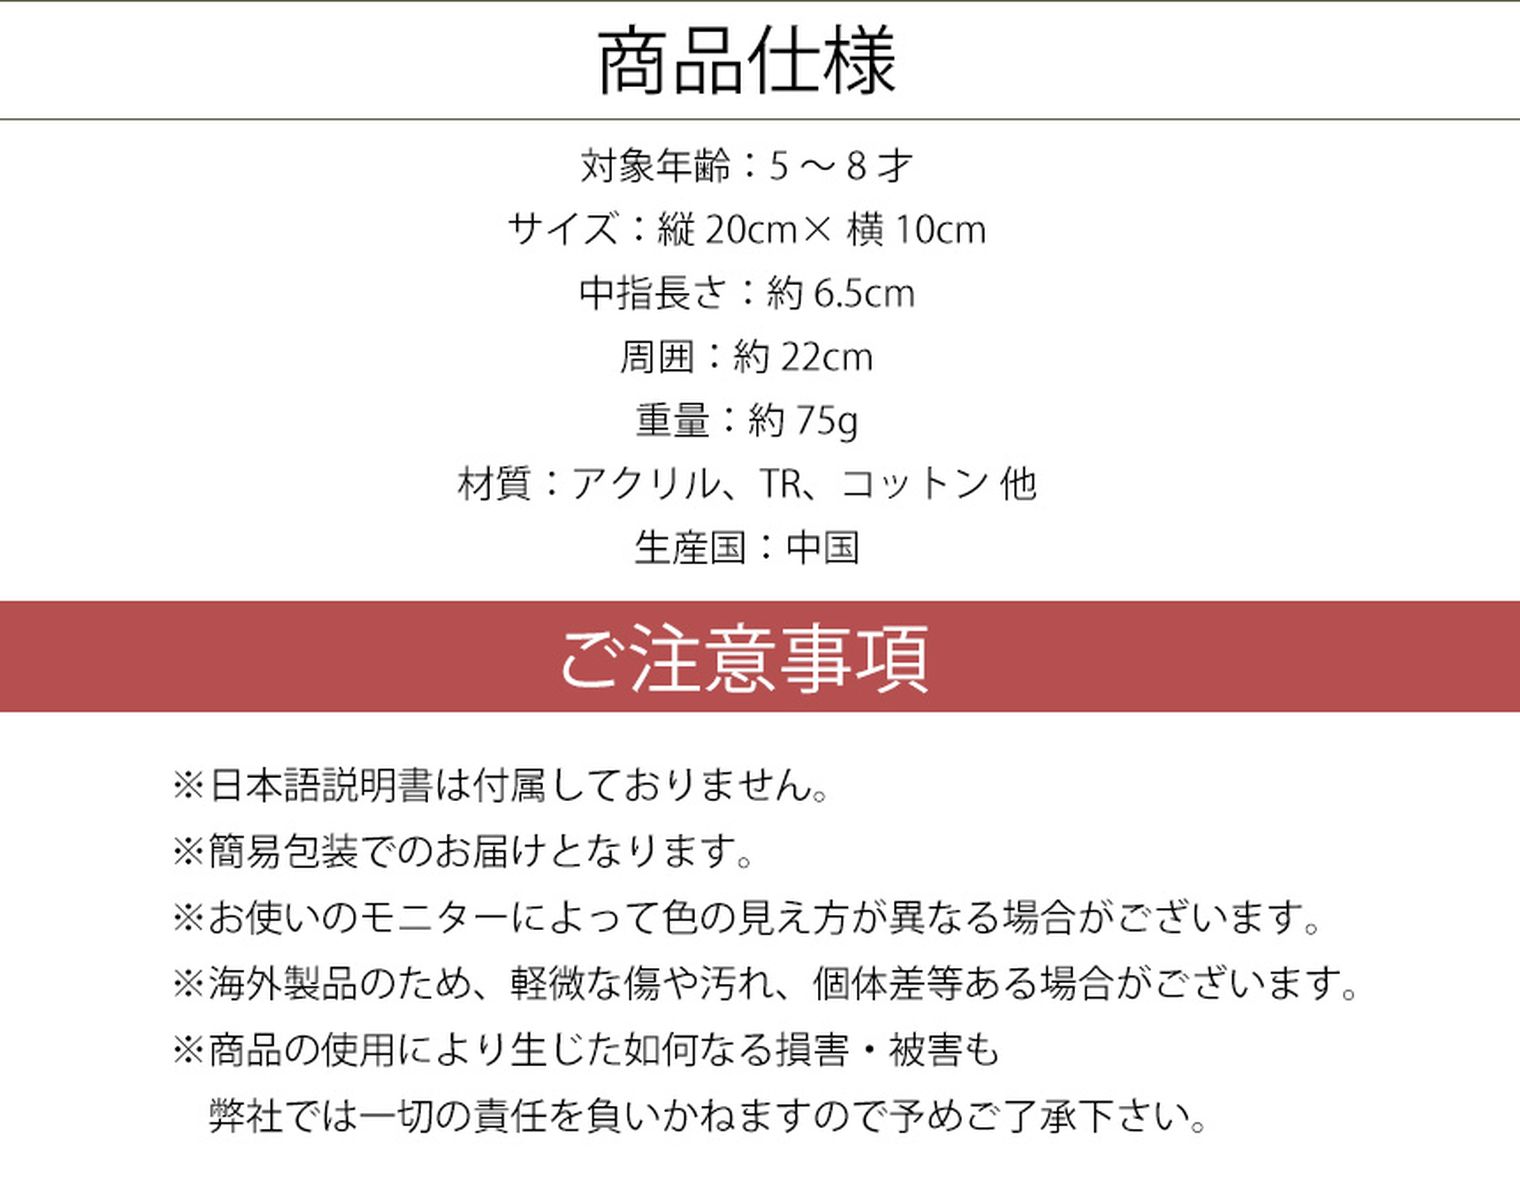 商品仕様
対象年齢：5 ～ 8 才
サイズ：縦 20cm× 横 10cm
中指長さ：約 6.5cm
周囲：約 22cm
重量：約 75g
材質：アクリル、TR、コットン 他
生産国：中国
ご注意事項
※日本語説明書は付属しておりません。
※簡易包装でのお届けとなります。
※お使いのモニターによって色の見え方が異なる場合がございます。
※海外製品のため、軽微な傷や汚れ、個体差等ある場合がございます。
※商品の使用により生じた如何なる損害・被害も
弊社では一切の責任を負いかねますので予めご了承下さい。